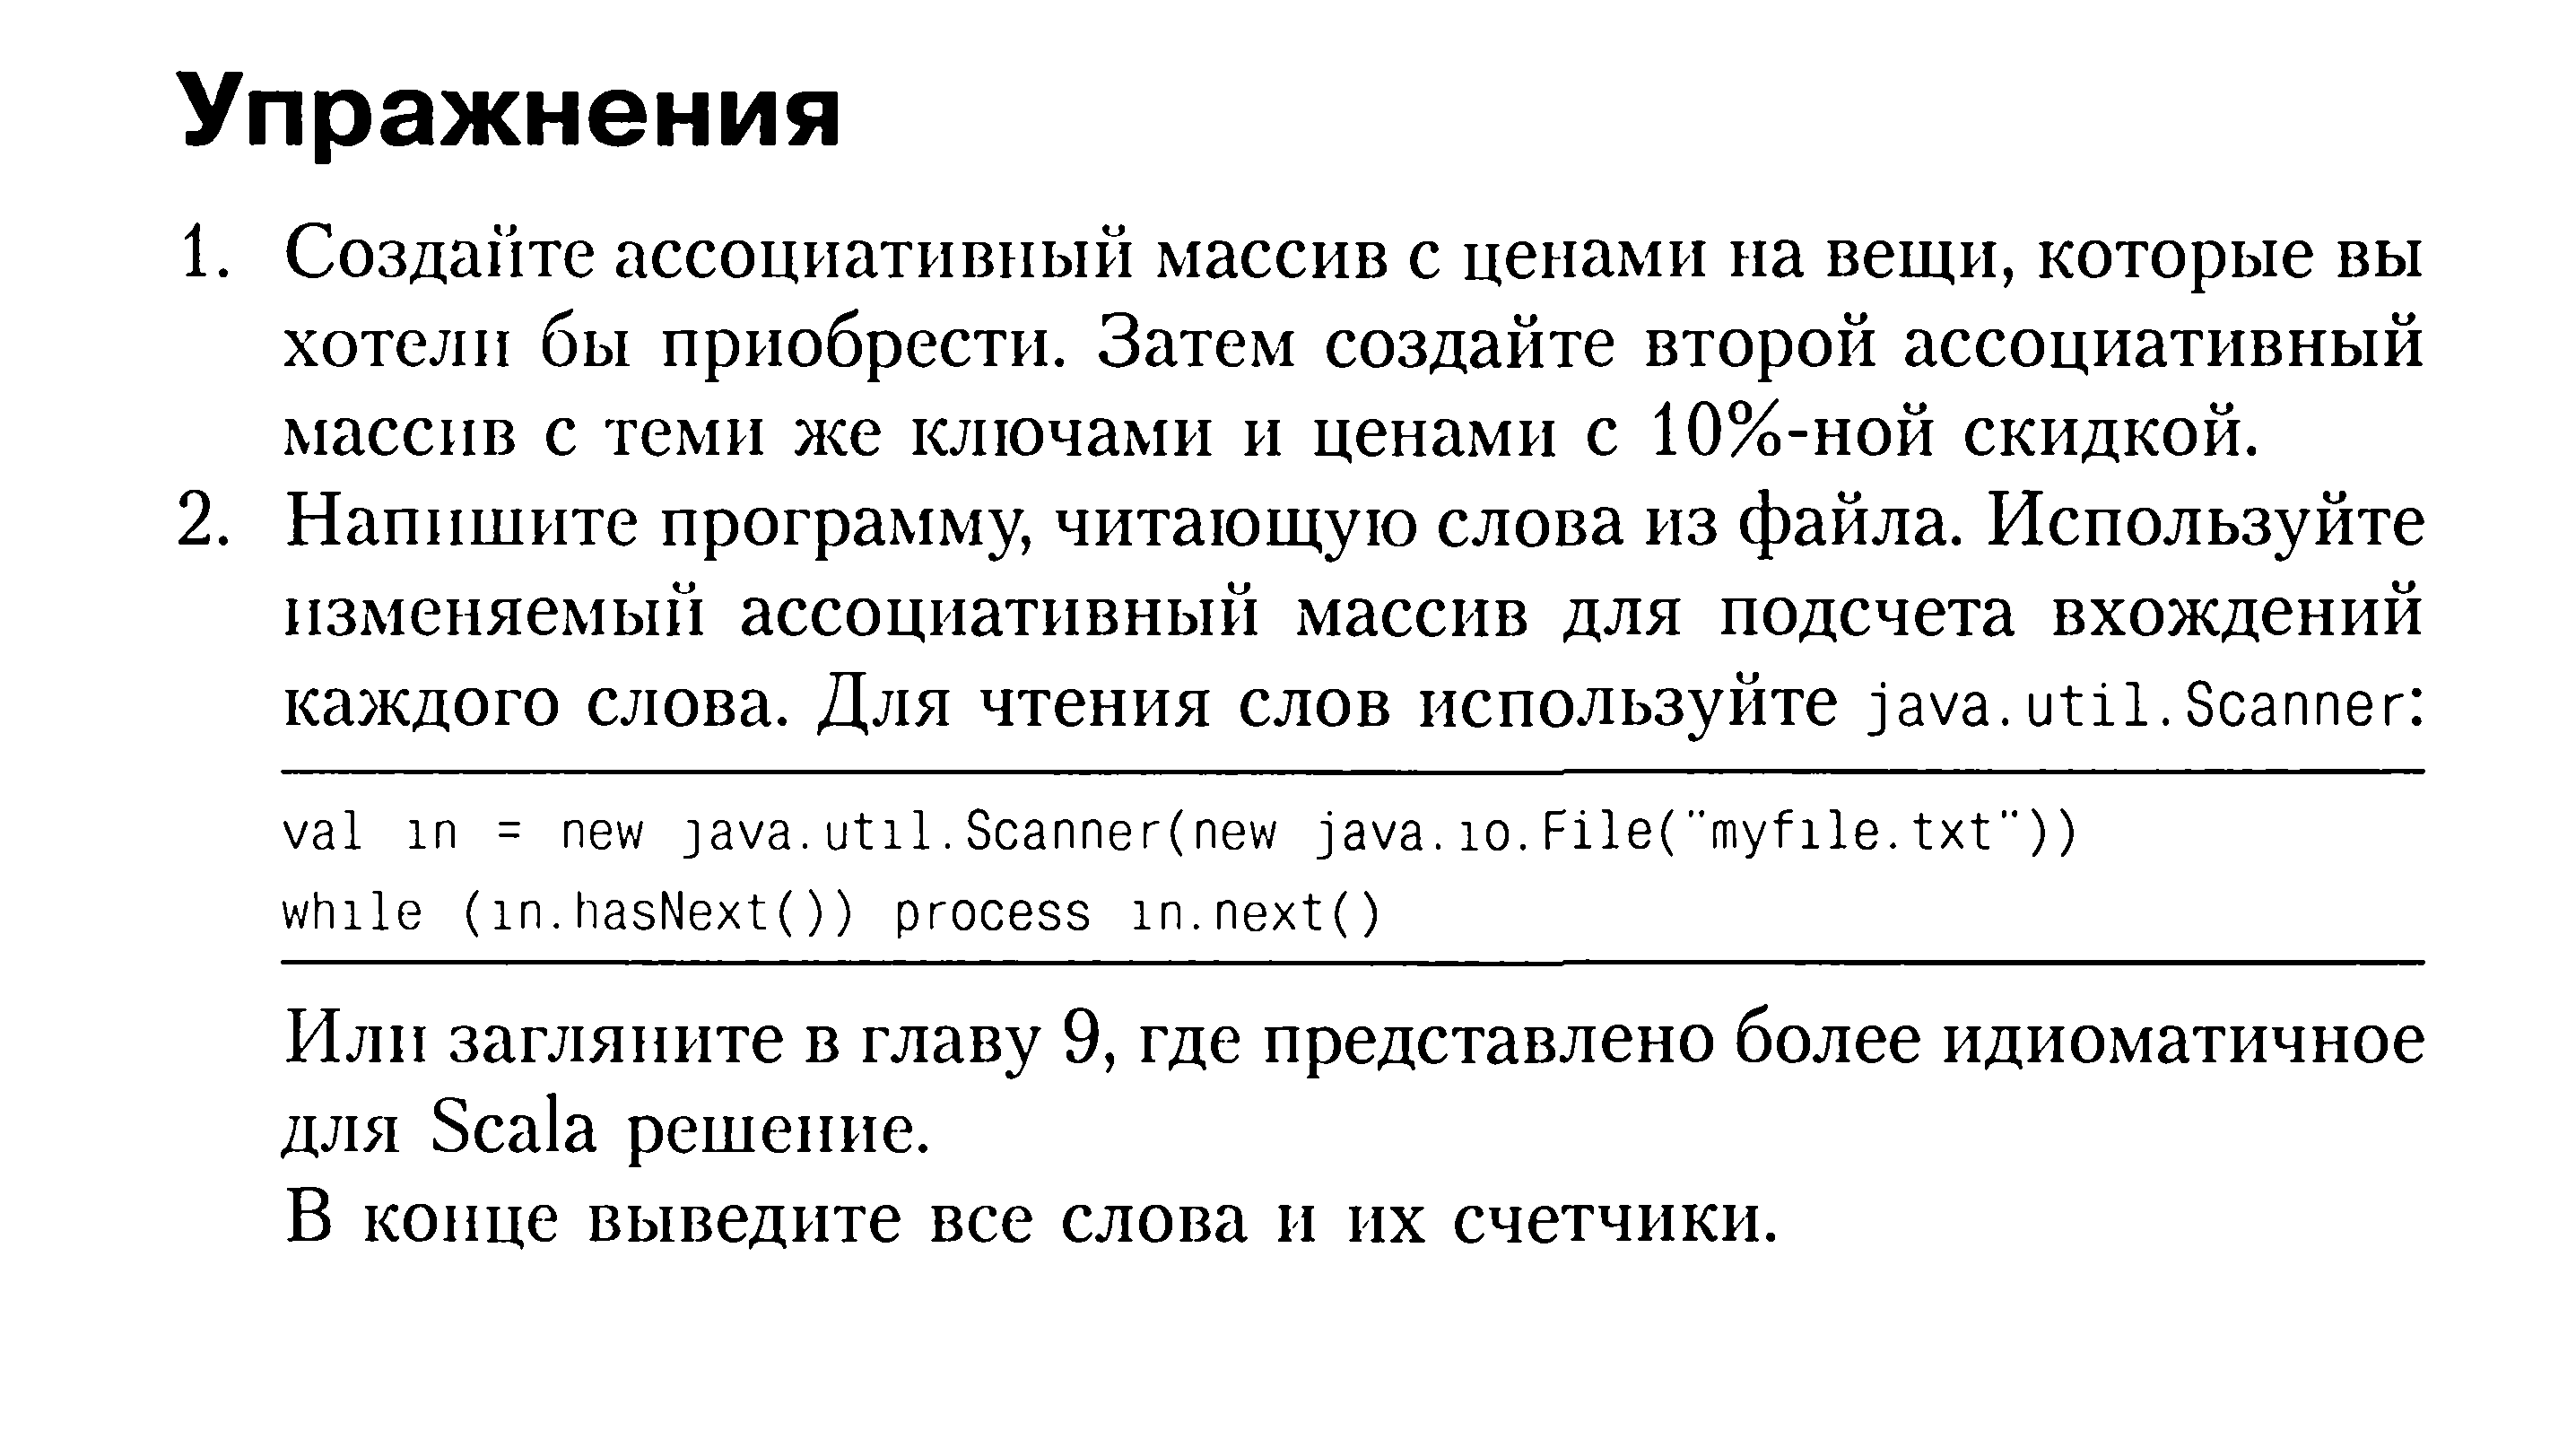 Упражнения
1. Создайте ассоциативный массив с ценами на вещи, которые вы
хотели бы приобрести. Затем создайте второй ассоциативный
массив с теми же ключами и ценами с 10%-ной скидкой.
2. Напишите программу, читающую слова из файла. Используйте
изменяемый ассоциативный массив для подсчета вхождений
каждого слова. Для чтения слов используйте java.util.Scanner:
val in = new java.util.Scanner(new java.io.File("myfile.txt"))
while (in.hasNext()) process in.next()
Или загляните в главу 9, где представлено более идиоматичное
для Scala решение.
В конце выведите все слова и их счетчики.